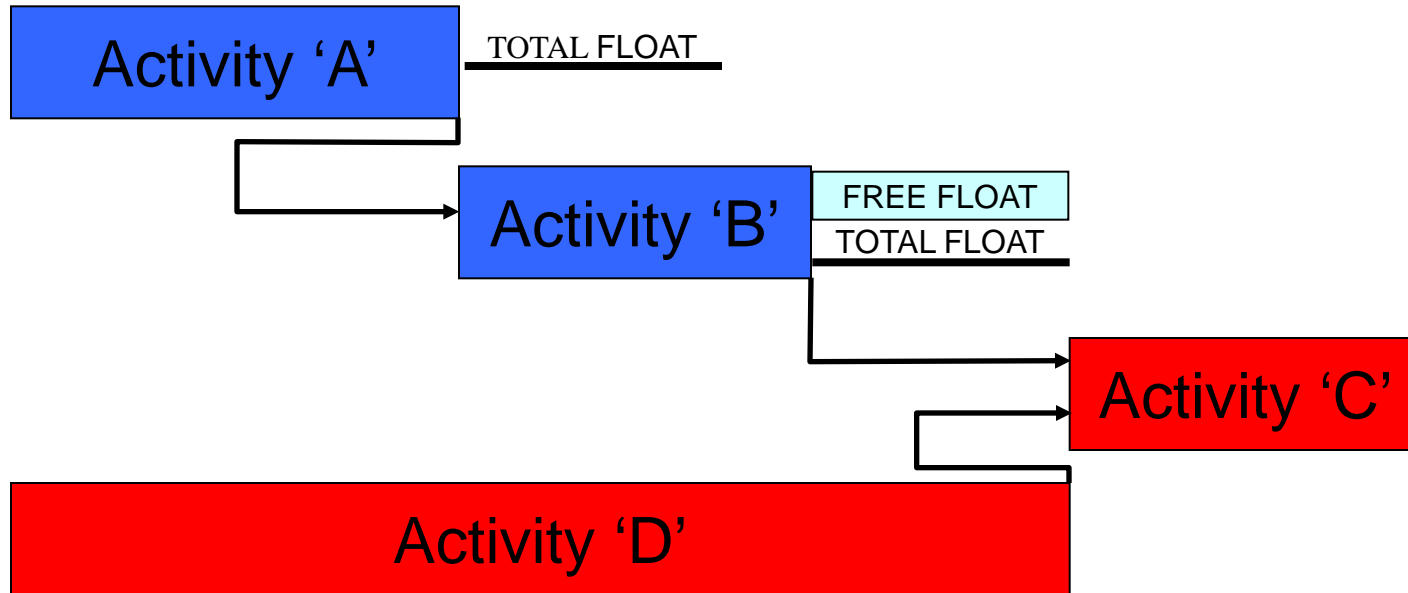 Activity ‘A’
TOTAL FLOAT
Activity ‘B’
FREE FLOAT
TOTAL FLOAT
Activity ‘C’
Activity ‘D’